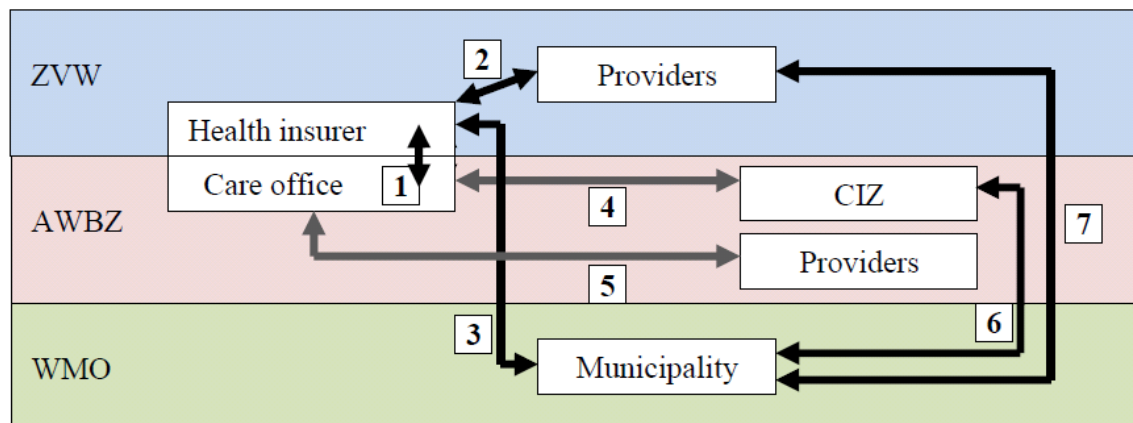 2
Providers
ZVW
Health insurer
Care office
1
4
CIZ
AWBZ
7
Providers
5
6
3
Municipality
WMO